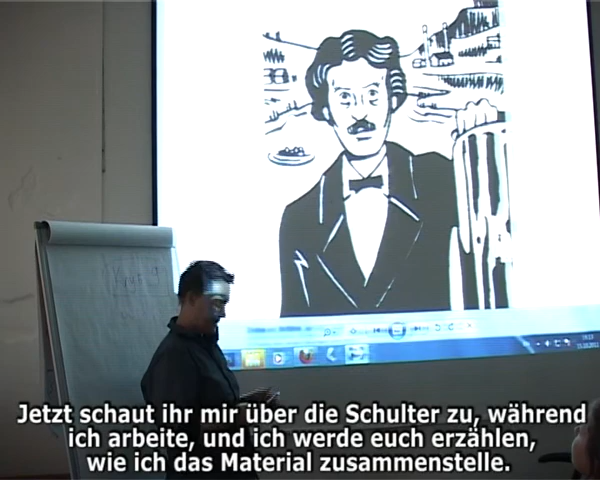 Jetzt schaut ihr mir über die Schulter zu, während
ich arbeite, und ich werde euch erzählen,
wie ich das Material zusammenstelle.